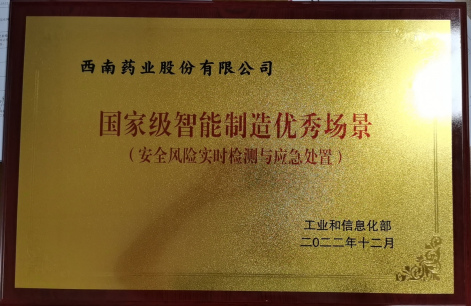 西南药业股份有限公司
国家级智能制造优秀场景
（安全风险实时检测与应急处置）
工业和信息化部
二〇二二年十二月